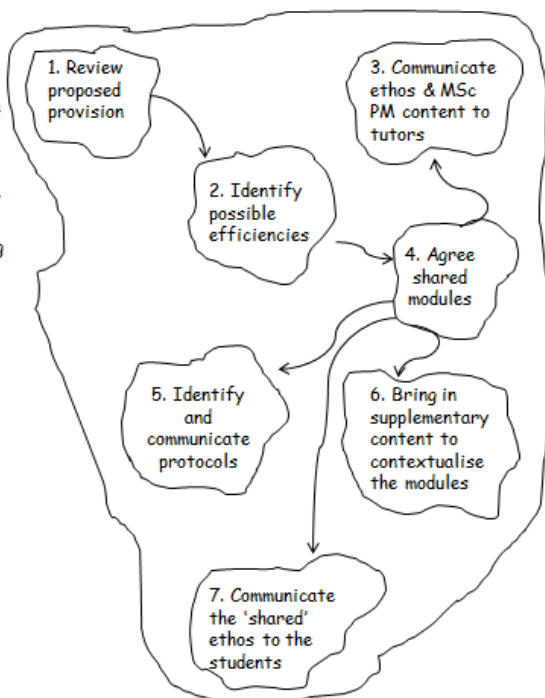 1. Review
proposed
provision
3. Communicate
ethos & MSc
PM content to
tutors
2. Identify
possible
efficiencies
4. Agree
shared
modules
5. Identify
and
communicate
protocols
6. Bring in
supplementary
content to
contextualise
the modules
7. Communicate
the 'shared'
ethos to the
students